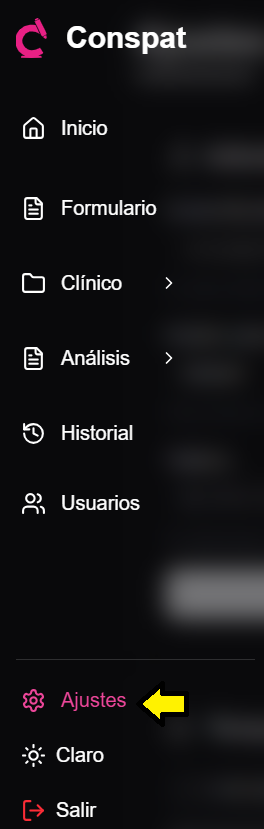 Conspat
Inicio
Formulario
Clínico
Análisis
Historial
Usuarios
Ajustes
Claro
Salir